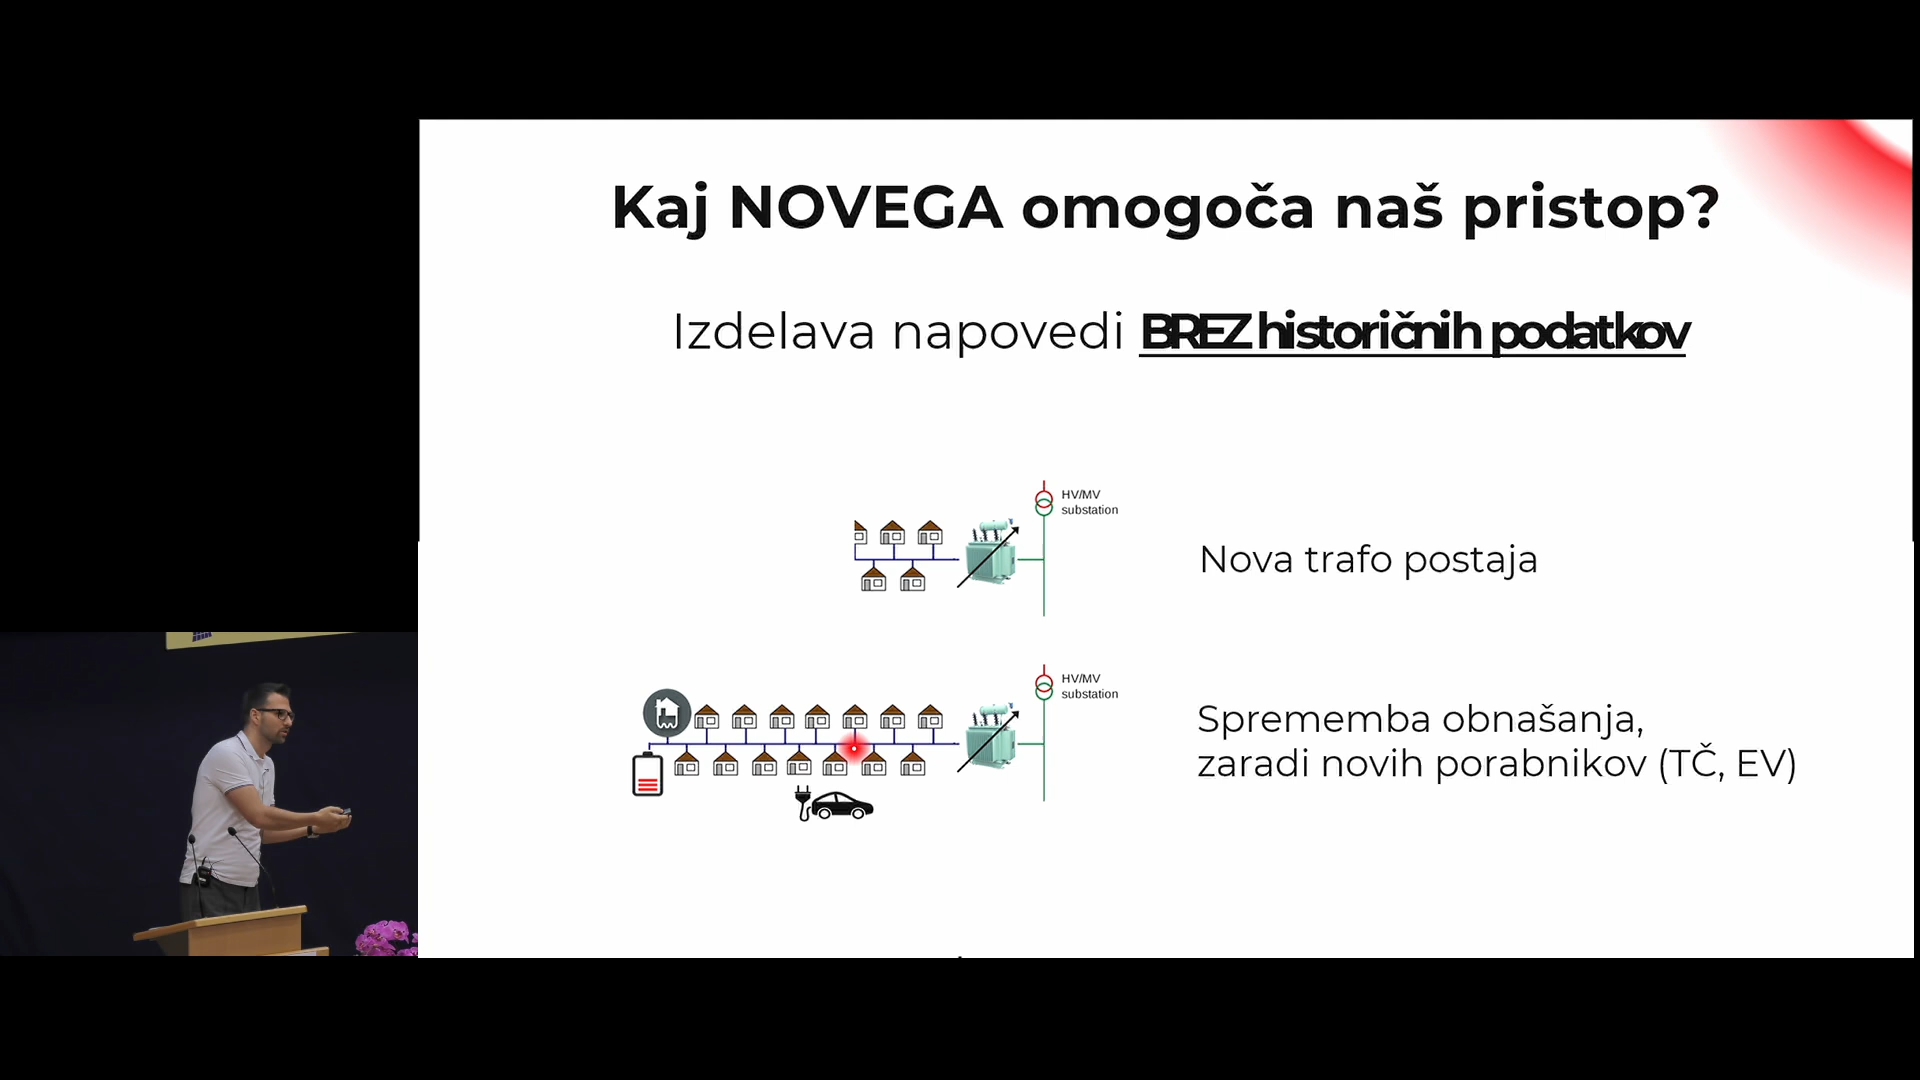 Kaj NOVEGA omogoča naš pristop?
Izdelava napovedi BREZ historičnih podatkov
HV/MV
substation
Nova trafo postaja
HV/MV
substation
Sprememba obnašanja,
zaradi novih porabnikov (TČ, EV)